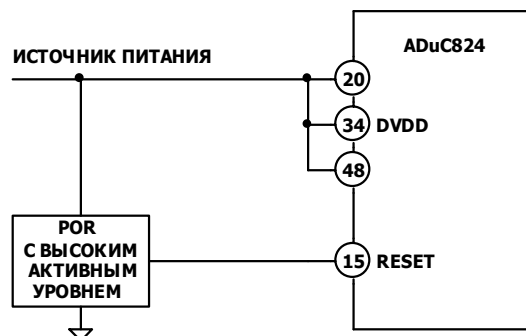 ADuC824
ИСТОЧНИК ПИТАНИЯ
20
34 DVDD
48
POR
С ВЫСОКИМ
АКТИВНЫМ
УРОВНЕМ
15 RESET